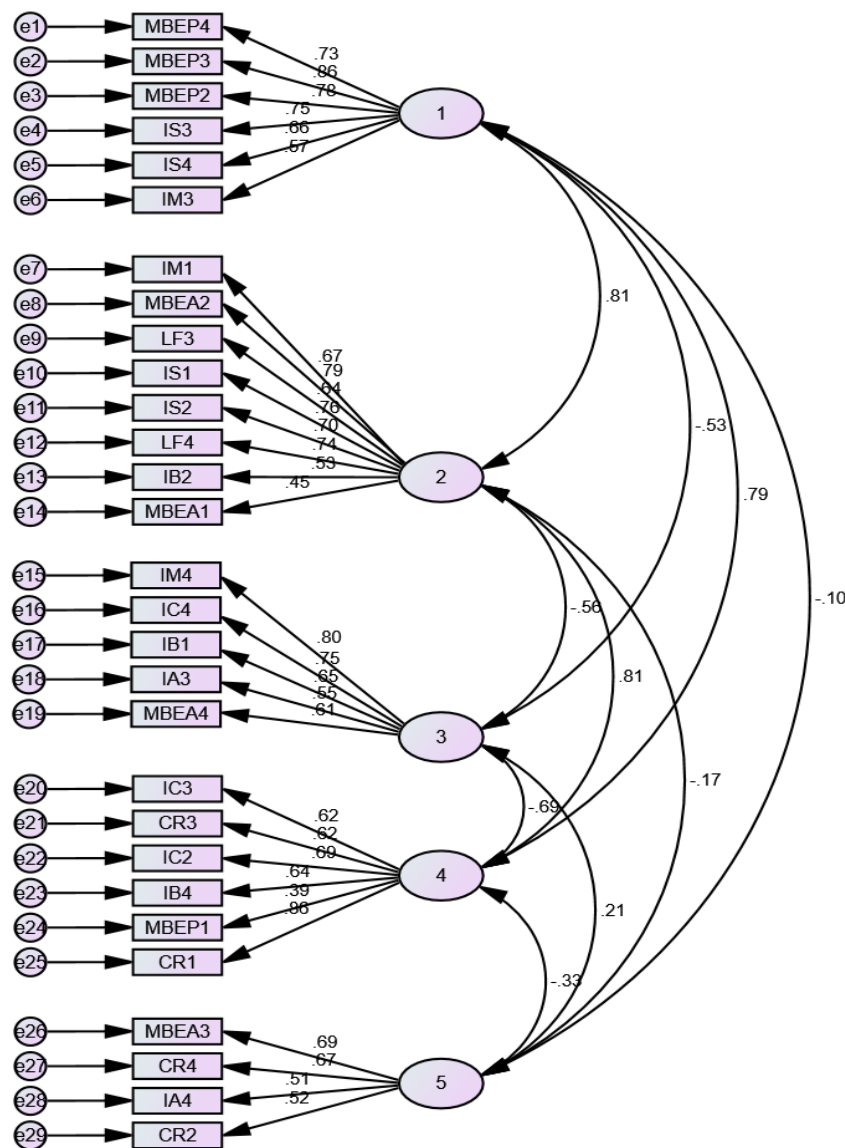 e1 MBEP4
e2 MBEP3
e3 MBEP2
e4 IS3
e5 IS4
e6 IM3
.73
.86
.78
.75
.66
.57
1
e7 IM1
e8 MBEA2
e9 LF3
e10 IS1
e11 IS2
e12 LF4
e13 IB2
e14 MBEA1
.67
.79
.64
.76
.70
.74
.53
.45
2
e15 IM4
e16 IC4
e17 IB1
e18 IA3
e19 MBEA4
.80
.75
.65
.55
.61
3
e20 IC3
e21 CR3
e22 IC2
e23 IB4
e24 MBEP1
e25 CR1
.62
.62
.69
.64
.39
.86
4
e26 MBEA3
e27 CR4
e28 IA4
e29 CR2
.69
.67
.51
.52
5
.81
-.53
.79
-.10
-.56
.81
-.17
-.69
.21
-.33